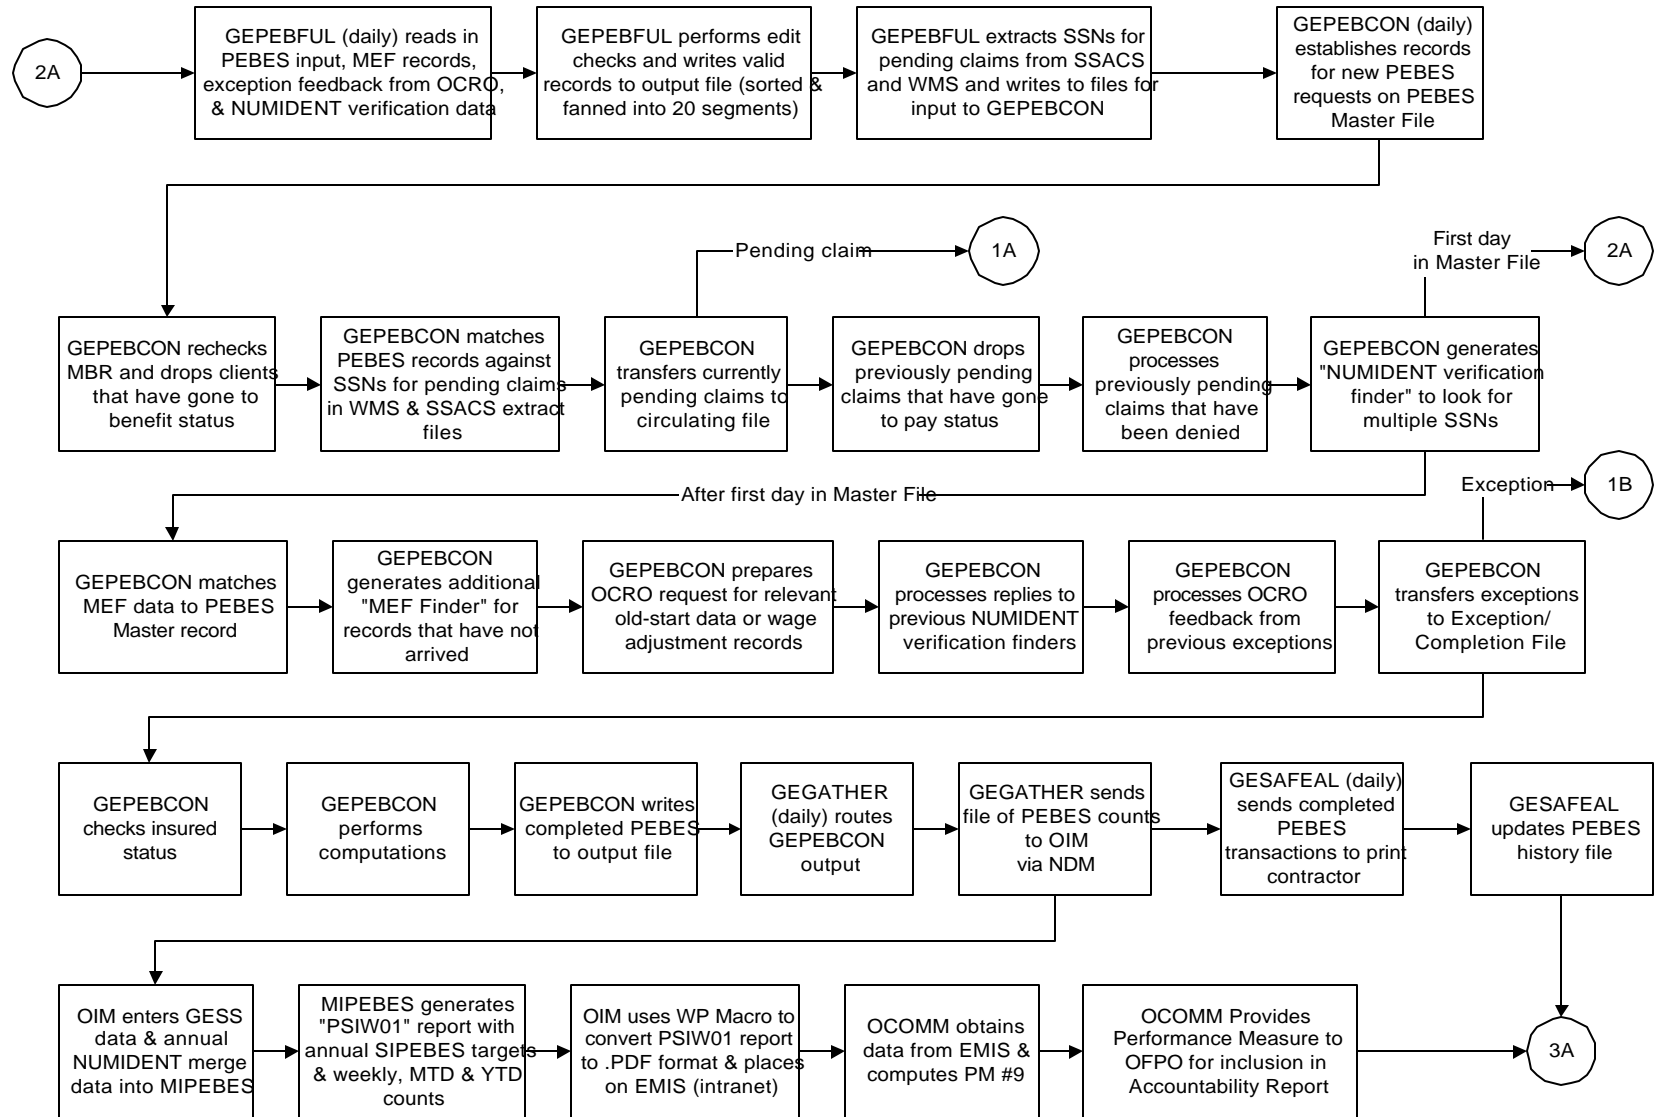 2A
GEPEBFUL (daily) reads in
PEBES input, MEF records,
exception feedback from OCRO,
& NUMIDENT verification data
GEPEBFUL performs edit
checks and writes valid
records to output file (sorted &
fanned into 20 segments)
GEPEBFUL extracts SSNs for
pending claims from SSACS
and WMS and writes to files for
input to GEPEBCON
GEPEBCON (daily)
establishes records
for new PEBES
requests on PEBES
Master File
Pending claim
1A
First day
in Master File
2A
GEPEBCON rechecks
MBR and drops clients
that have gone to
benefit status
GEPEBCON matches
PEBES records against
SSNs for pending claims
in WMS & SSACS extract
files
GEPEBCON
transfers currently
pending claims to
circulating file
GEPEBCON drops
previously pending
claims that have gone
to pay status
GEPEBCON
processes
previously pending
claims that have
been denied
GEPEBCON generates
"NUMIDENT verification
finder" to look for
multiple SSNs
After first day in Master File
Exception
1B
GEPEBCON matches
MEF data to PEBES
Master record
GEPEBCON
generates additional
"MEF Finder" for
records that have not
arrived
GEPEBCON prepares
OCRO request for relevant
old-start data or wage
adjustment records
GEPEBCON
processes replies to
previous NUMIDENT
verification finders
GEPEBCON
processes OCRO
feedback from
previous exceptions
GEPEBCON
transfers exceptions
to Exception/
Completion File
GEPEBCON
checks insured
status
GEPEBCON
performs
computations
GEPEBCON writes
completed PEBES
to output file
GEGATHER
(daily) routes
GEPEBCON
output
GEGATHER sends
file of PEBES counts
to OIM
via NDM
GESAFEAL (daily)
sends completed
PEBES
transactions to print
contractor
GESAFEAL
updates PEBES
history file
OIM enters GESS
data & annual
NUMIDENT merge
data into MIPEBES
MIPEBES generates
"PSIW01" report with
annual SIPEBES targets
& weekly, MTD & YTD
counts
OIM uses WP Macro to
convert PSIW01 report
to .PDF format & places
on EMIS (intranet)
OCOMM obtains
data from EMIS &
computes PM #9
OCOMM Provides
Performance Measure to
OFPO for inclusion in
Accountability Report
3A